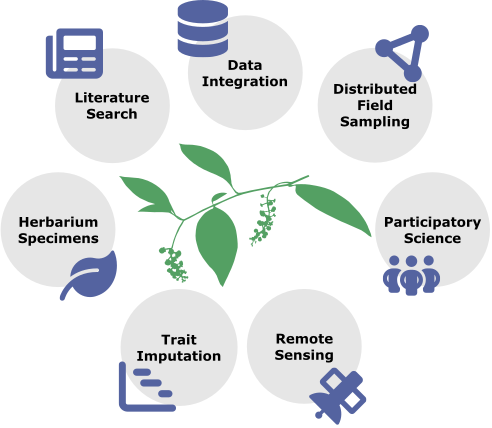 Data
Integration
Literature
Search
Distributed
Field
Sampling
Herbarium
Specimens
Participatory
Science
Trait
Imputation
Remote
Sensing